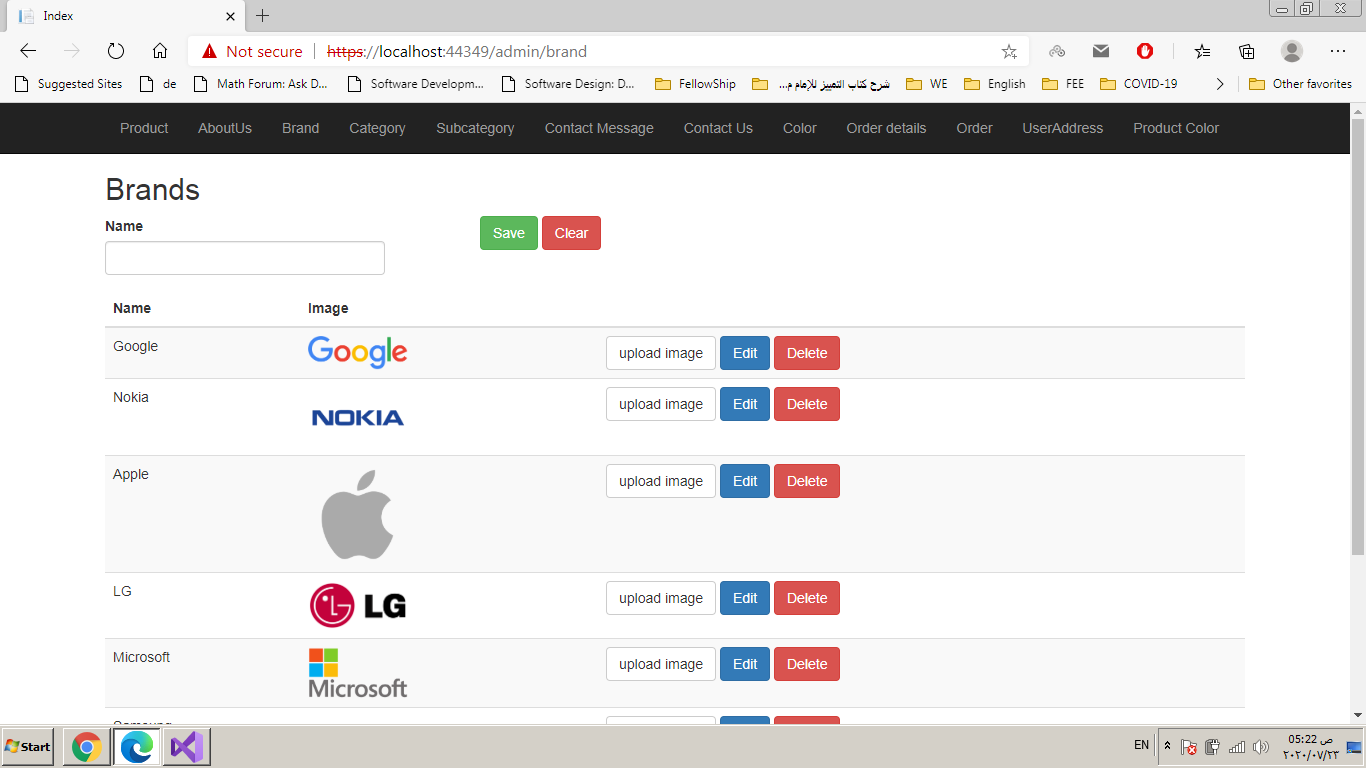 Index
Not secure https://localhost:44349/admin/brand
Suggested Sites de Math Forum: Ask D... Software Developm... Software Design: D... FellowShip شرح كتاب التمييز للإمام م... WE English FEE COVID-19 Other favorites
Product AboutUs Brand Category Subcategory Contact Message Contact Us Color Order details Order UserAddress Product Color
Brands
Name
Save Clear
Name Image
Google Google upload image Edit Delete
Nokia NOKIA upload image Edit Delete
Apple upload image Edit Delete
LG LG upload image Edit Delete
Microsoft Microsoft upload image Edit Delete
Samsung
Start EN 05:22 ص
٢٠٢٠/٠٧/٢٣